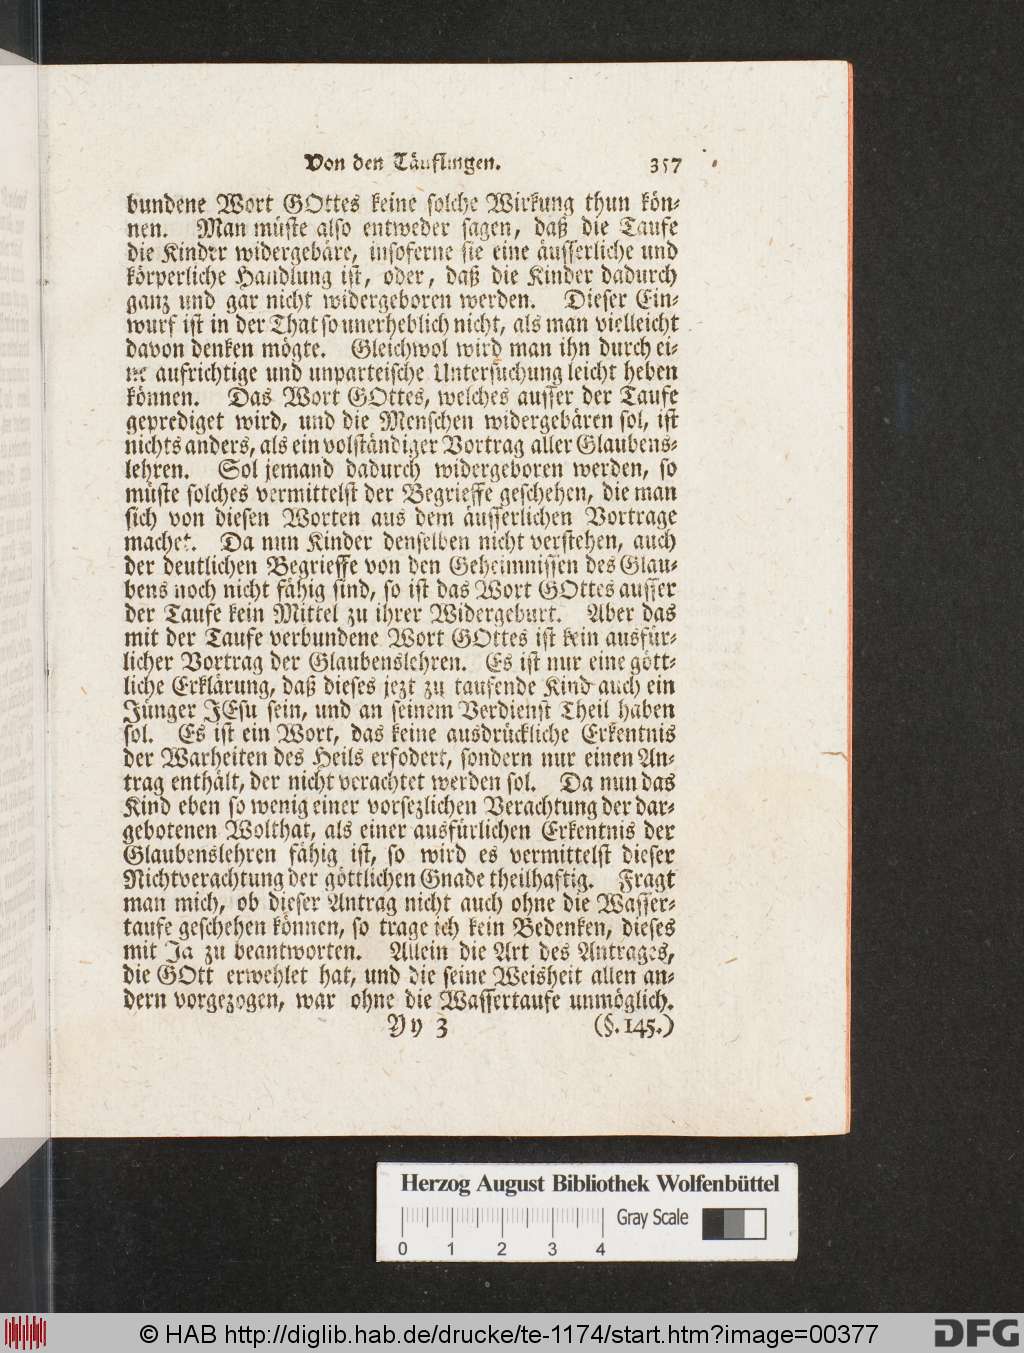 Von den Täuflingen. 357
bundene Wort GOttes keine solche Wirkung thun kön-
nen. Man müste also entweder sagen, daß die Taufe
die Kinder widergebäre, insoferne sie eine äusserliche und
körperliche Handlung ist, oder, daß die Kinder dadurch
ganz und gar nicht widergeboren werden. Dieser Ein-
wurf ist in der That so unerheblich nicht, als man vielleicht
davon denken mögte. Gleichwol wird man ihn durch ei-
ne aufrichtige und unparteische Untersuchung leicht heben
können. Das Wort GOttes, welches ausser der Taufe
geprediget wird, und die Menschen widergebären sol, ist
nichts anders, als ein volständiger Vortrag aller Glaubens-
lehren. Sol jemand dadurch widergeboren werden, so
müste solches vermittelst der Begrieffe geschehen, die man
sich von diesen Worten aus dem äusserlichen Vortrage
machet. Da nun Kinder denselben nicht verstehen, auch
der deutlichen Begrieffe von den Geheimnissen des Glau-
bens noch nicht fähig sind, so ist das Wort GOttes ausser
der Taufe kein Mittel zu ihrer Widergeburt. Aber das
mit der Taufe verbundene Wort GOttes ist kein ausfür-
licher Vortrag der Glaubenslehren. Es ist nur eine gött-
liche Erklärung, daß dieses jezt zu taufende Kind auch ein
Jünger JEsu sein, und an seinem Verdienst Theil haben
sol. Es ist ein Wort, das keine ausdrückliche Erkentnis
der Warheiten des Heils erfodert, sondern nur einen An-
trag enthält, der nicht verachtet werden sol. Da nun das
Kind eben so wenig einer vorsezlichen Verachtung der dar-
gebotenen Wolthat, als einer ausfürlichen Erkentnis der
Glaubenslehren fähig ist, so wird es vermittelst dieser
Nichtverachtung der göttlichen Gnade theilhaftig. Fragt
man mich, ob dieser Antrag nicht auch ohne die Wasser-
taufe geschehen können, so trage ich kein Bedenken, dieses
mit Ja zu beantworten. Allein die Art des Antrages,
die GOtt erwehlet hat, und die seine Weisheit allen an-
dern vorgezogen, war ohne die Wassertaufe unmöglich.
Yy 3 (§. 145.)
Herzog August Bibliothek Wolfenbüttel
Gray Scale
0 1 2 3 4
© HAB http://diglib.hab.de/drucke/te-1174/start.htm?image=00377
DFG